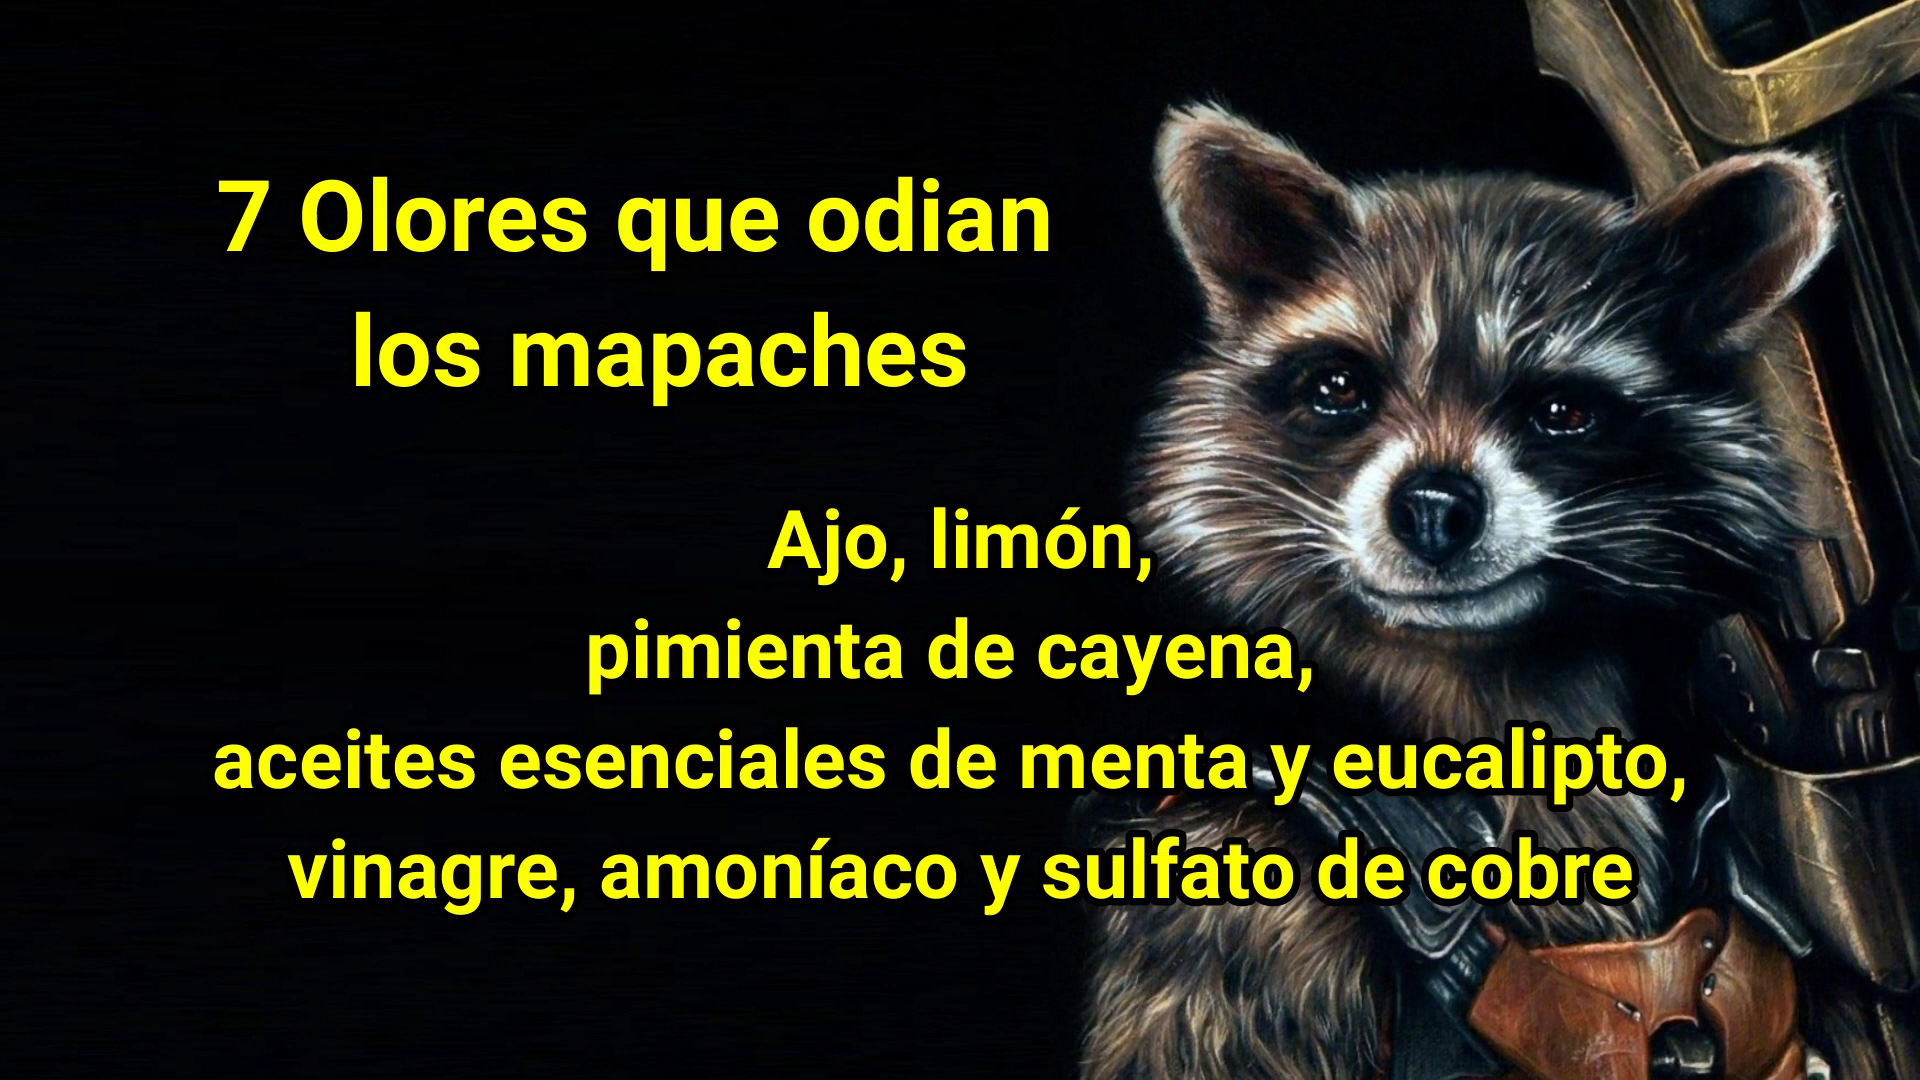 7 Olores que odian
los mapaches
Ajo, limón,
pimienta de cayena,
aceites esenciales de menta y eucalipto,
vinagre, amoníaco y sulfato de cobre